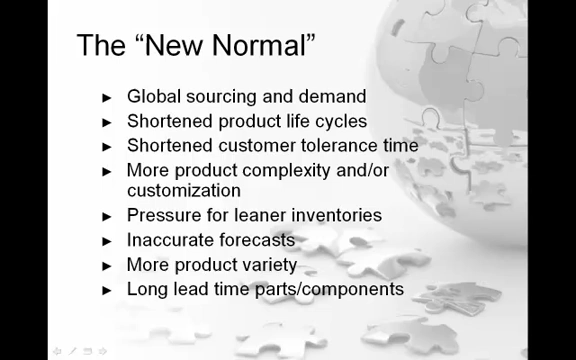 The “New Normal”
► Global sourcing and demand
► Shortened product life cycles
► Shortened customer tolerance time
► More product complexity and/or
customization
► Pressure for leaner inventories
► Inaccurate forecasts
► More product variety
► Long lead time parts/components